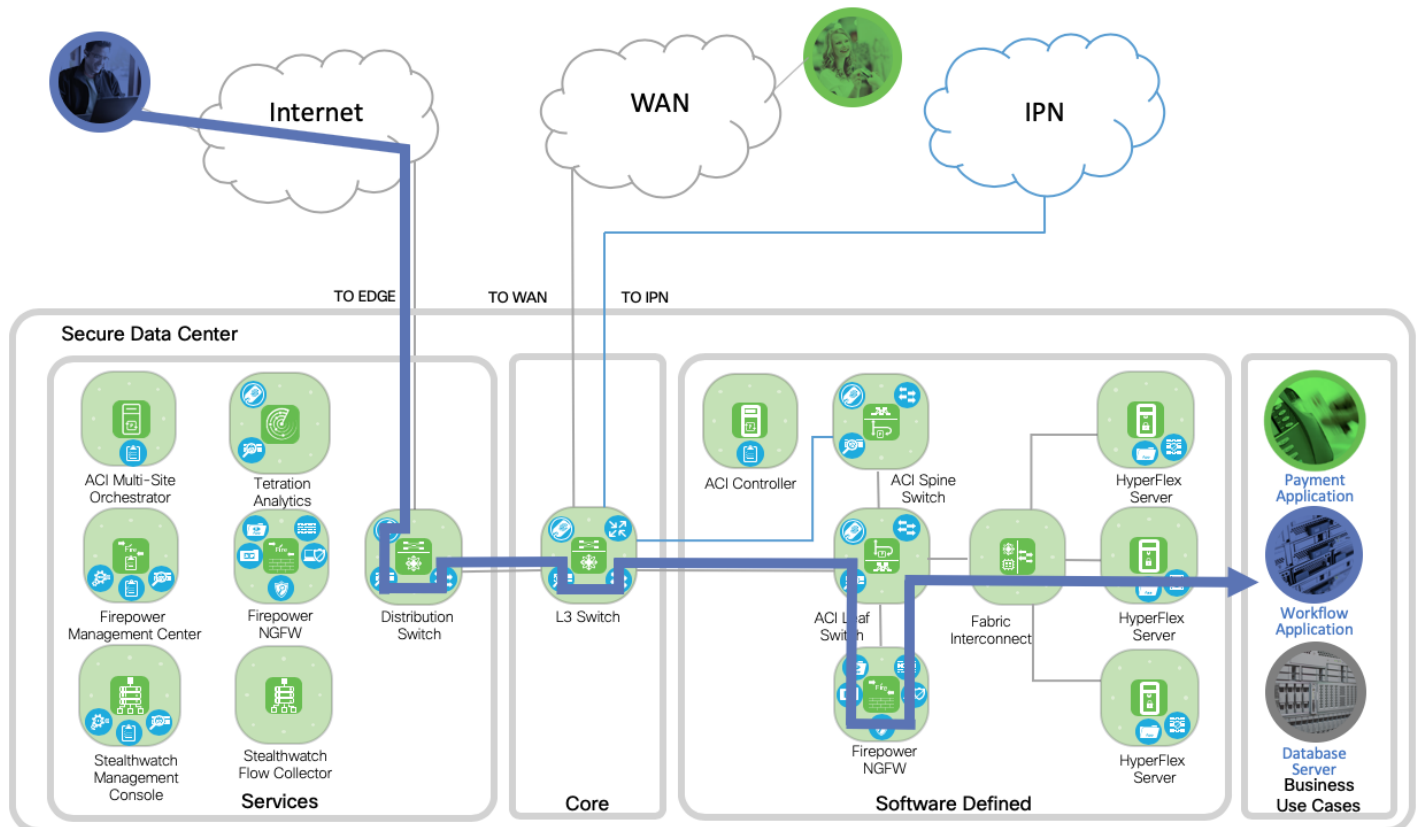 Internet
WAN
IPN
TO EDGE
TO WAN
TO IPN
Secure Data Center
ACI Multi-Site
Orchestrator
Tetration
Analytics
Firepower
Management Center
Firepower
NGFW
Distribution
Switch
Stealthwatch
Management
Console
Stealthwatch
Flow Collector
Services
L3 Switch
Core
ACI Controller
ACI Spine
Switch
HyperFlex
Server
ACI Leaf
Switch
Fabric
Interconnect
HyperFlex
Server
Firepower
NGFW
HyperFlex
Server
Software Defined
Payment
Application
Workflow
Application
Database
Server
Business
Use Cases